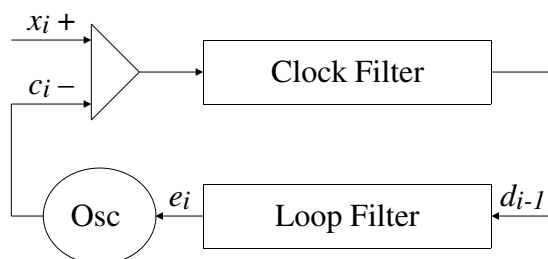 xi +
ci −
Clock Filter
Osc
ei
Loop Filter
di-1